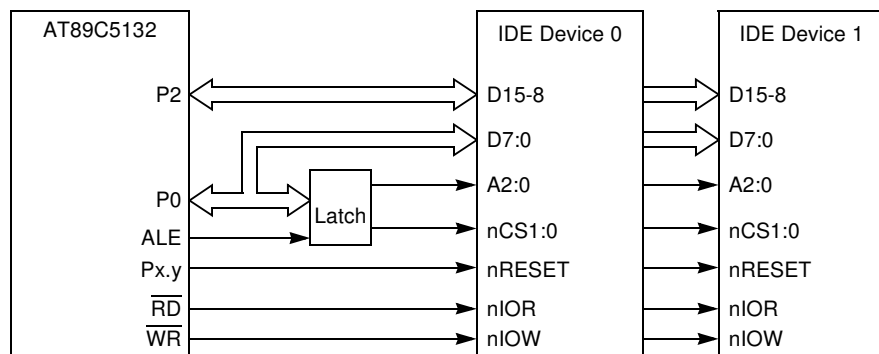 AT89C5132
IDE Device 0
IDE Device 1
P2
D15-8
D15-8
D7:0
D7:0
P0
Latch
A2:0
A2:0
ALE
nCS1:0
nCS1:0
Px.y
nRESET
nRESET
RD
nIOR
nIOR
WR
nIOW
nIOW